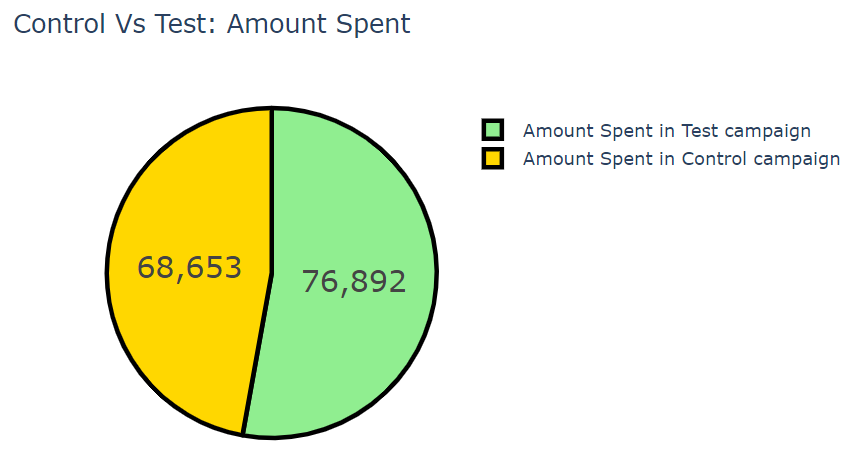 Control Vs Test: Amount Spent
Amount Spent in Test campaign
Amount Spent in Control campaign
68,653
76,892